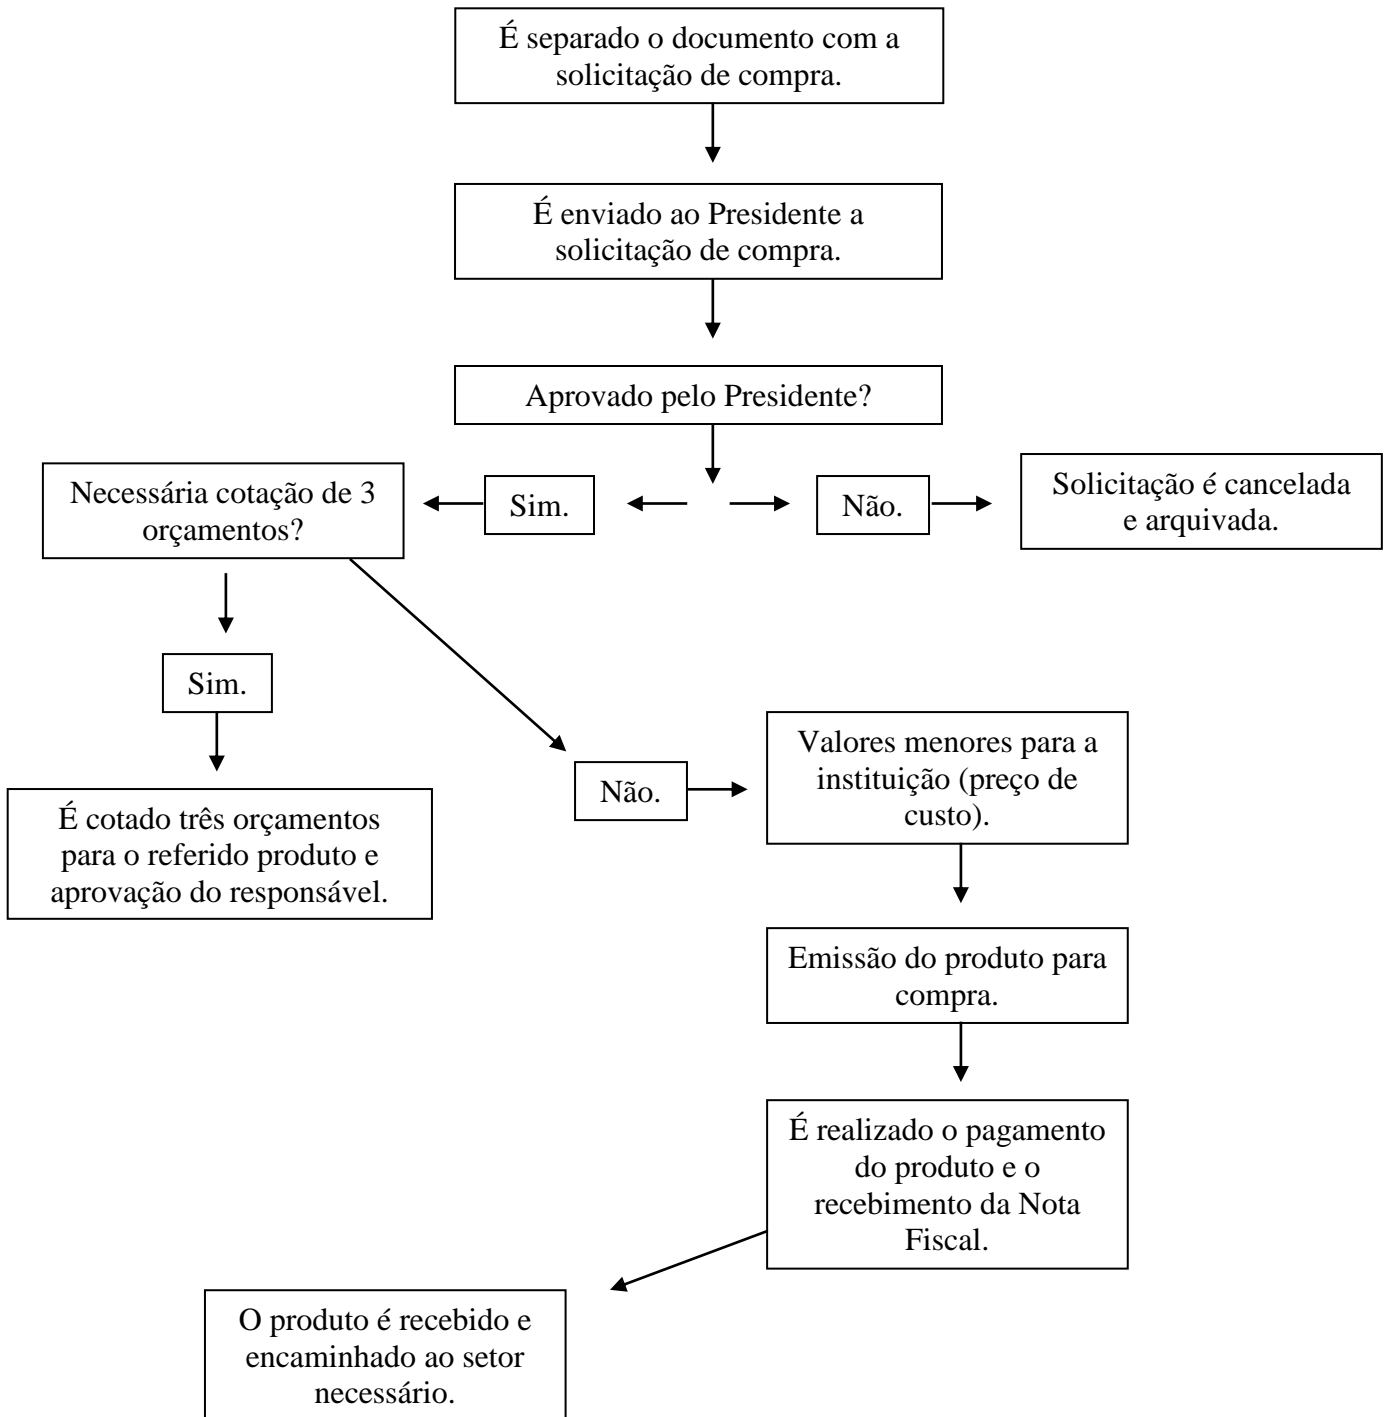 É separado o documento com a
solicitação de compra.
É enviado ao Presidente a
solicitação de compra.
Aprovado pelo Presidente?
Necessária cotação de 3
orçamentos?
Sim.
Não.
Solicitação é cancelada
e arquivada.
Sim.
Não.
Valores menores para a
instituição (preço de
custo).
É cotado três orçamentos
para o referido produto e
aprovação do responsável.
Emissão do produto para
compra.
É realizado o pagamento
do produto e o
recebimento da Nota
Fiscal.
O produto é recebido e
encaminhado ao setor
necessário.